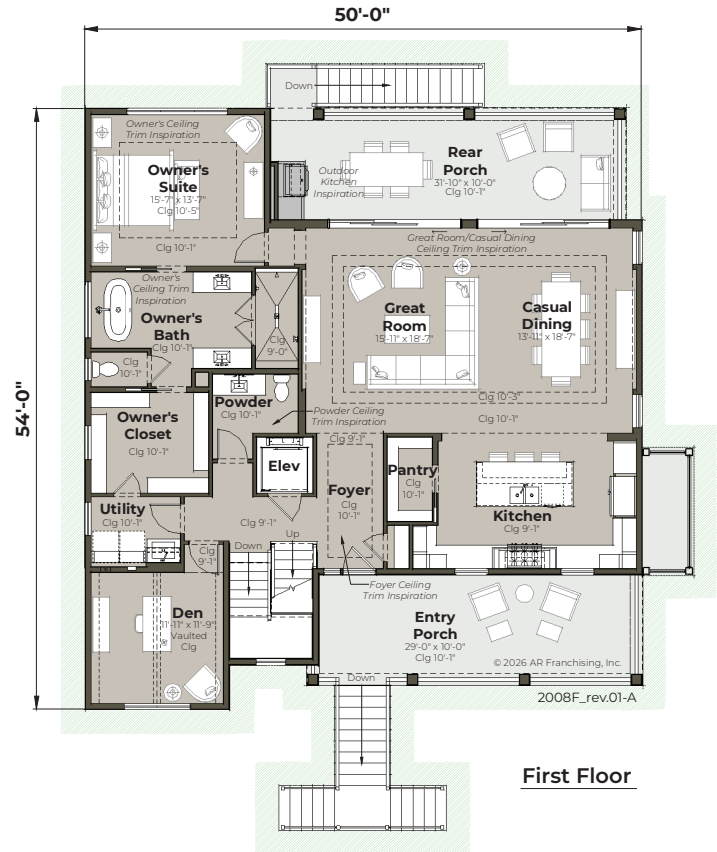 50'-0"
54'-0"
Down
Owner's Ceiling
Trim Inspiration
Owner's
Suite
15'-7" x 13'-7"
Clg 10'-5"
Clg 10'-1"
Outdoor
Kitchen
Inspiration
Rear
Porch
31'-10" x 10'-0"
Clg 10'-1"
Great Room/Casual Dining
Ceiling Trim Inspiration
Owner's
Ceiling Trim
Inspiration
Owner's
Bath
Clg 10'-1"
Clg
9'-0"
Clg
10'-1"
Great
Room
15'-11" x 18'-7"
Casual
Dining
13'-11" x 18'-7"
Clg 10'-3"
Clg 10'-1"
Owner's
Closet
Clg 10'-1"
Powder
Clg 10'-1"
Powder Ceiling
Trim Inspiration
Clg 9'-1"
Elev
Foyer
Clg
10'-1"
Pantry
Clg
10'-1"
Kitchen
Clg 9'-1"
Utility
Clg 10'-1"
Clg 9'-1"
Up
Down
Clg
9'-1"
Foyer Ceiling
Trim Inspiration
Den
11'-11" x 11'-9"
Vaulted
Clg
Entry
Porch
29'-0" x 10'-0"
Clg 10'-1"
© 2026 AR Franchising, Inc.
Down
2008F_rev.01-A
First Floor